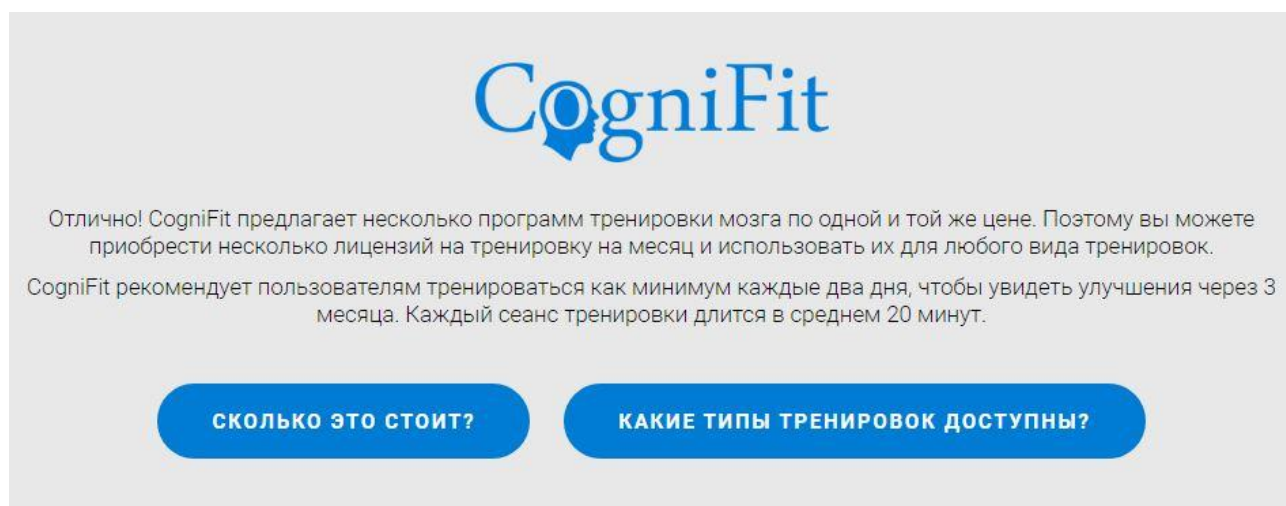 CogniFit
Отлично! CogniFit предлагает несколько программ тренировки мозга по одной и той же цене. Поэтому вы можете
приобрести несколько лицензий на тренировку на месяц и использовать их для любого вида тренировок.
CogniFit рекомендует пользователям тренироваться как минимум каждые два дня, чтобы увидеть улучшения через 3
месяца. Каждый сеанс тренировки длится в среднем 20 минут.
СКОЛЬКО ЭТО СТОИТ?
КАКИЕ ТИПЫ ТРЕНИРОВОК ДОСТУПНЫ?